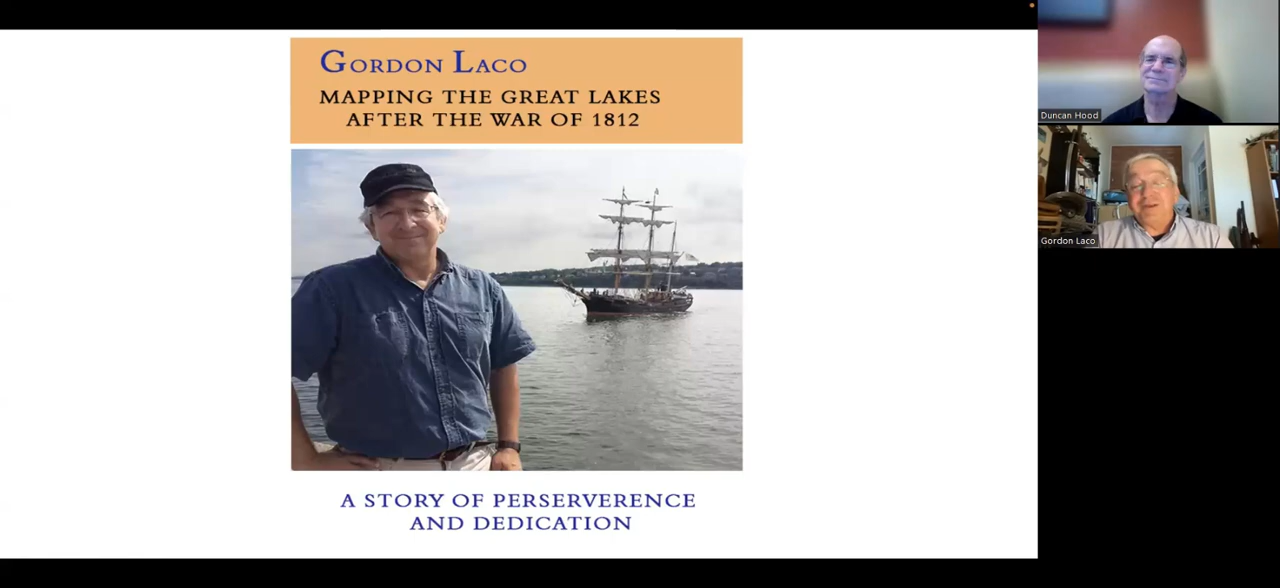 GORDON LACO
MAPPING THE GREAT LAKES
AFTER THE WAR OF 1812
A STORY OF PERSERVERENCE
AND DEDICATION
Duncan Hood
Gordon Laco